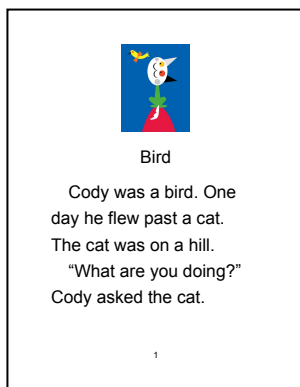 Bird
Cody was a bird. One
day he flew past a cat.
The cat was on a hill.
“What are you doing?”
Cody asked the cat.
1